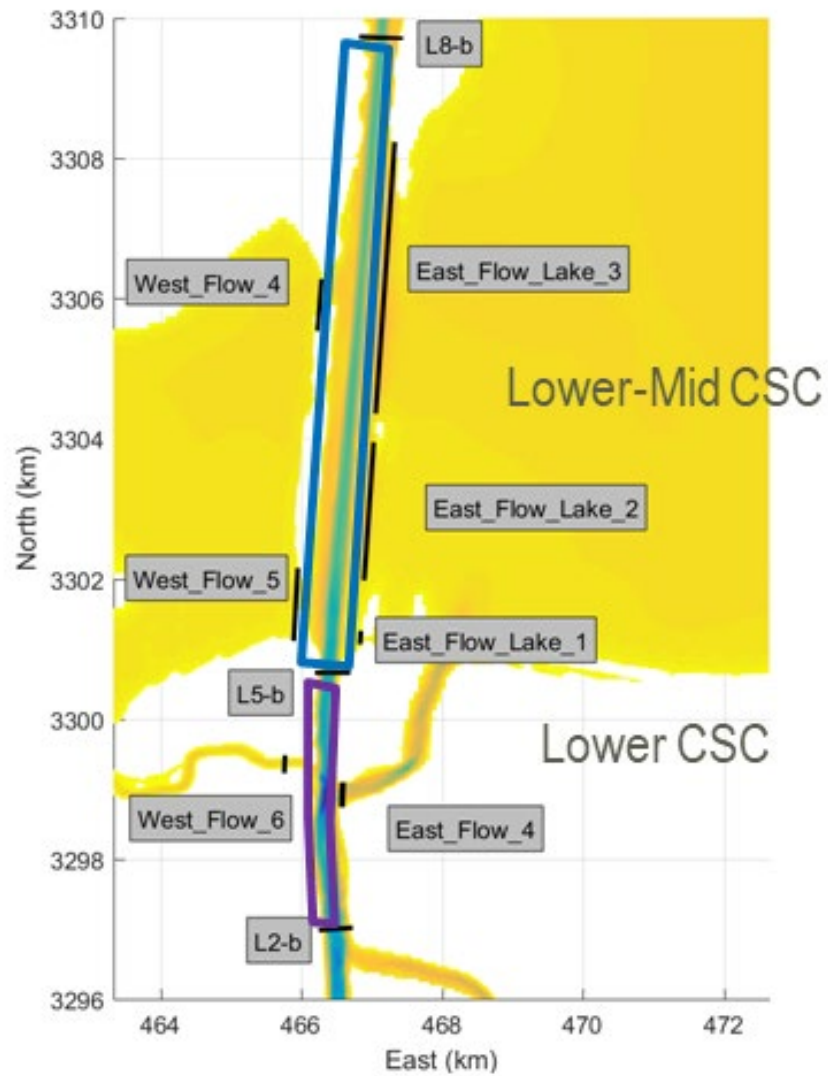 3310
L8-b
3308
West_Flow_4
East_Flow_Lake_3
3306
Lower-Mid CSC
3304
North (km)
East_Flow_Lake_2
West_Flow_5
3302
East_Flow_Lake_1
L5-b
3300
Lower CSC
West_Flow_6
East_Flow_4
3298
L2-b
3296
464 466 468 470 472
East (km)